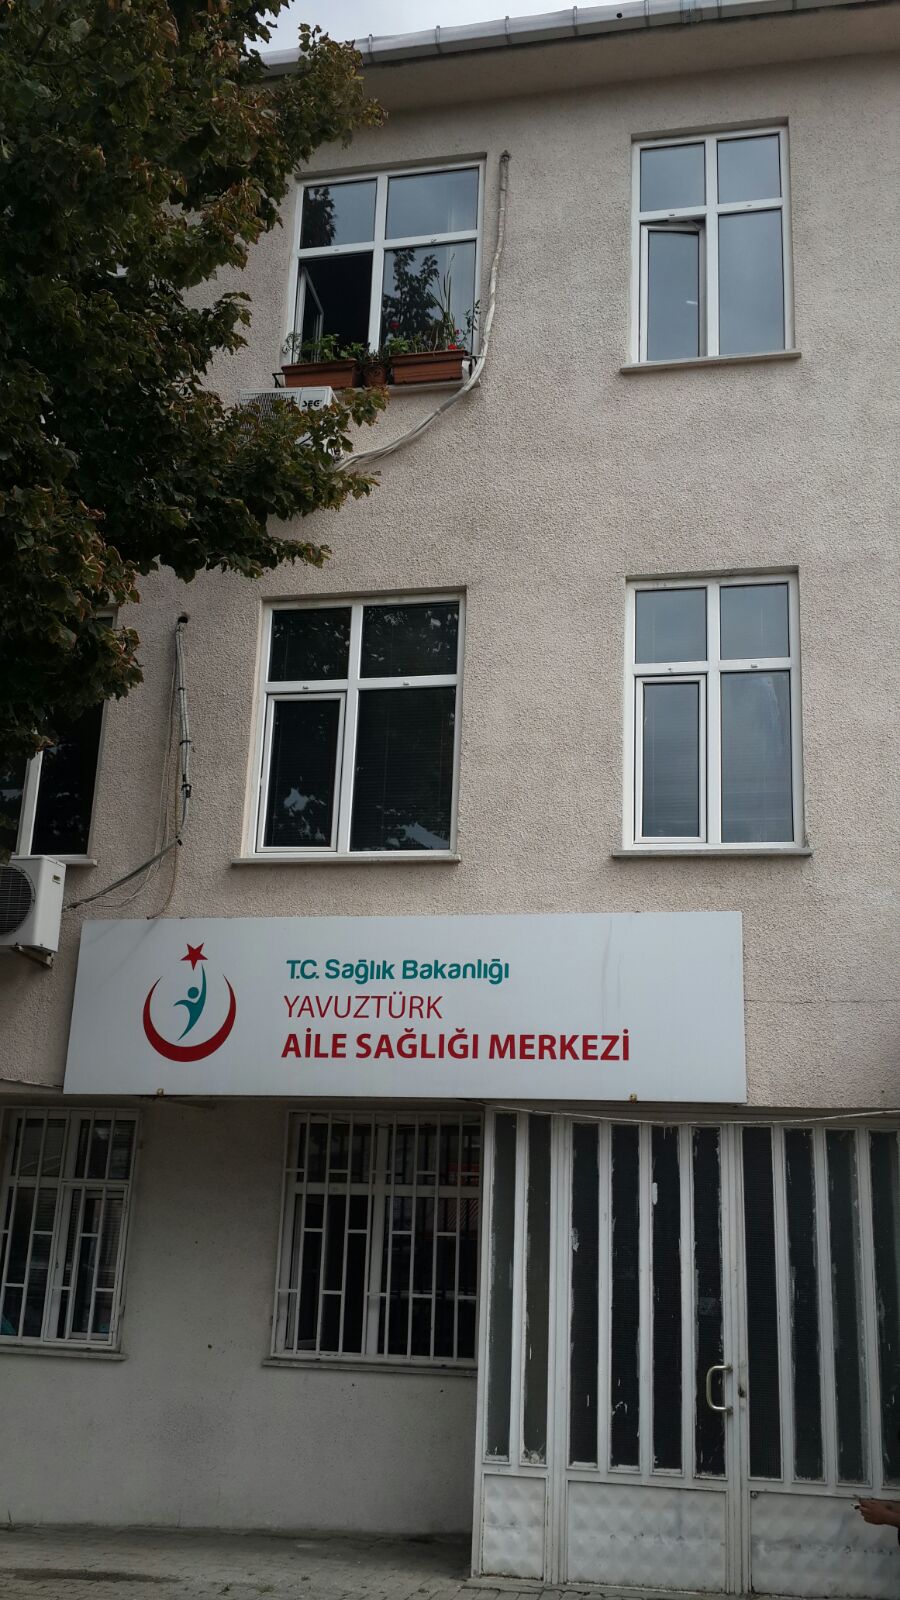 T.C. Sağlık Bakanlığı
YAVUZTÜRK
AİLE SAĞLIĞI MERKEZİ